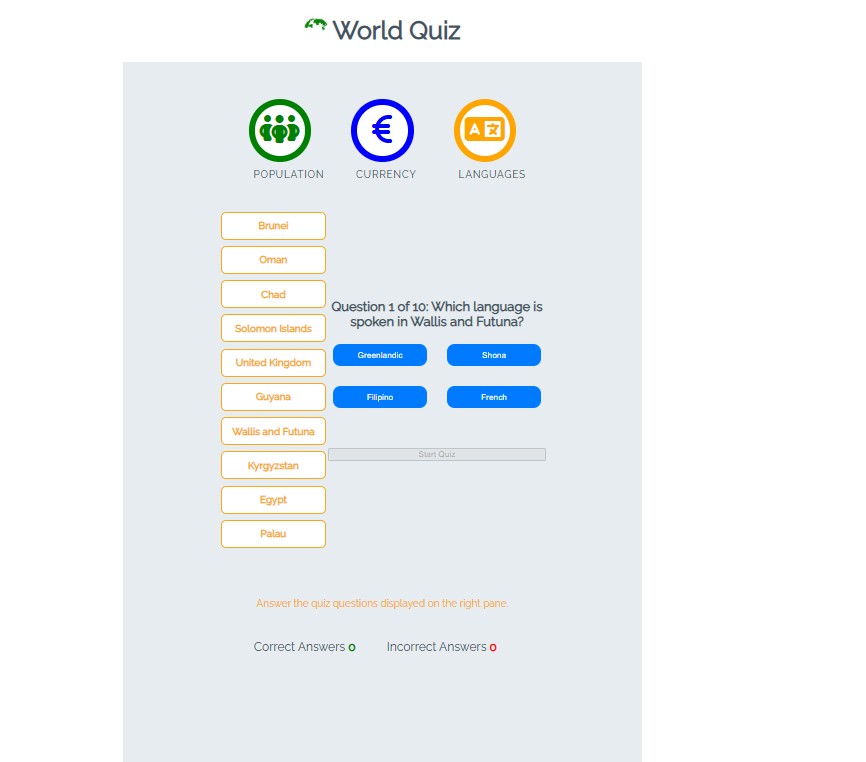 World Quiz
POPULATION
CURRENCY
LANGUAGES
Brunei
Oman
Chad
Solomon Islands
United Kingdom
Guyana
Wallis and Futuna
Kyrgyzstan
Egypt
Palau
Question 1 of 10: Which language is
spoken in Wallis and Futuna?
Greenlandic
Shona
Filipino
French
Start Quiz
Answer the quiz questions displayed on the right pane.
Correct Answers 0
Incorrect Answers 0